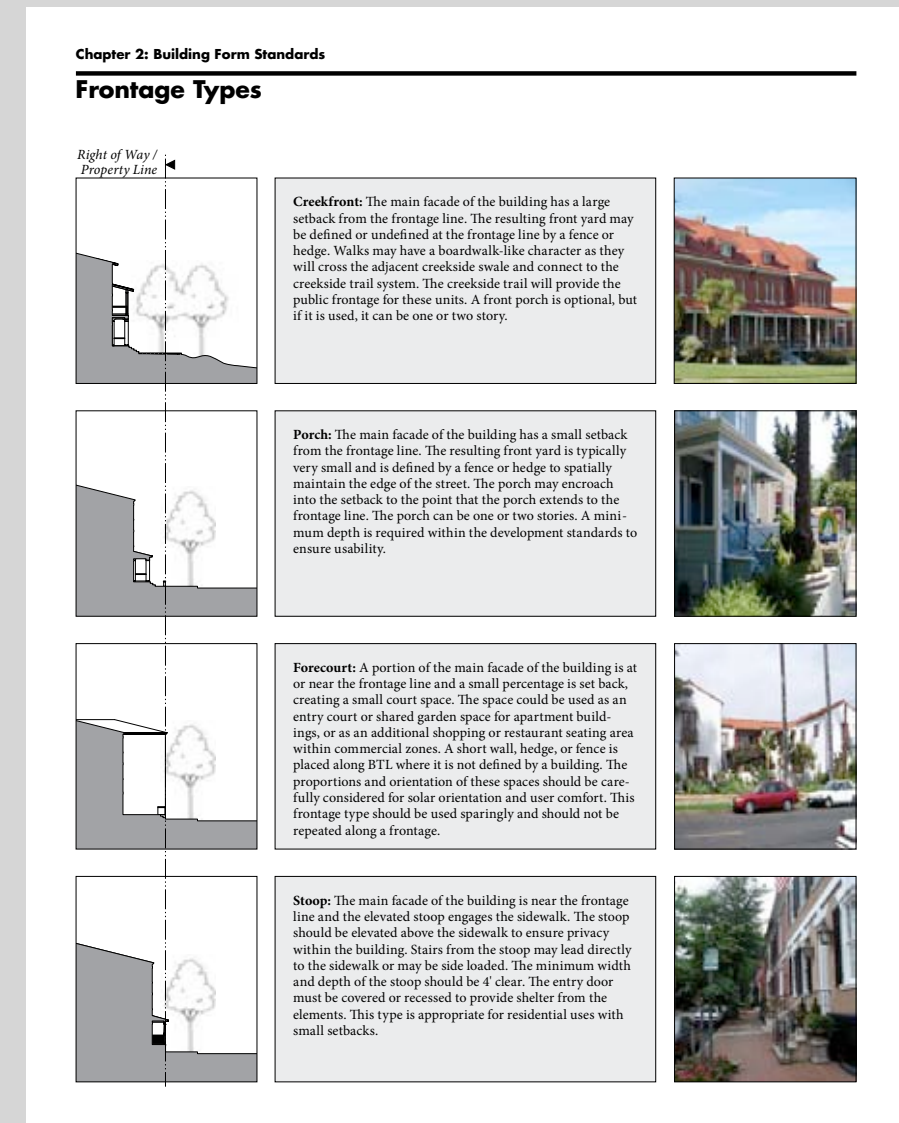 Chapter 2: Building Form Standards
Frontage Types
Right of Way /
Property Line
Creekfront: The main facade of the building has a large
setback from the frontage line. The resulting front yard may
be defined or undefined at the frontage line by a fence or
hedge. Walks may have a boardwalk-like character as they
will cross the adjacent creekside swale and connect to the
creekside trail system. The creekside trail will provide the
public frontage for these units. A front porch is optional, but
if it is used, it can be one or two story.
Porch: The main facade of the building has a small setback
from the frontage line. The resulting front yard is typically
very small and is defined by a fence or hedge to spatially
maintain the edge of the street. The porch may encroach
into the setback to the point that the porch extends to the
frontage line. The porch can be one or two stories. A mini-
mum depth is required within the development standards to
ensure usability.
Forecourt: A portion of the main facade of the building is at
or near the frontage line and a small percentage is set back,
creating a small court space. The space could be used as an
entry court or shared garden space for apartment build-
ings, or as an additional shopping or restaurant seating area
within commercial zones. A short wall, hedge, or fence is
placed along BTL where it is not defined by a building. The
proportions and orientation of these spaces should be care-
fully considered for solar orientation and user comfort. This
frontage type should be used sparingly and should not be
repeated along a frontage.
Stoop: The main facade of the building is near the frontage
line and the elevated stoop engages the sidewalk. The stoop
should be elevated above the sidewalk to ensure privacy
within the building. Stairs from the stoop may lead directly
to the sidewalk or may be side loaded. The minimum width
and depth of the stoop should be 4' clear. The entry door
must be covered or recessed to provide shelter from the
elements. This type is appropriate for residential uses with
small setbacks.